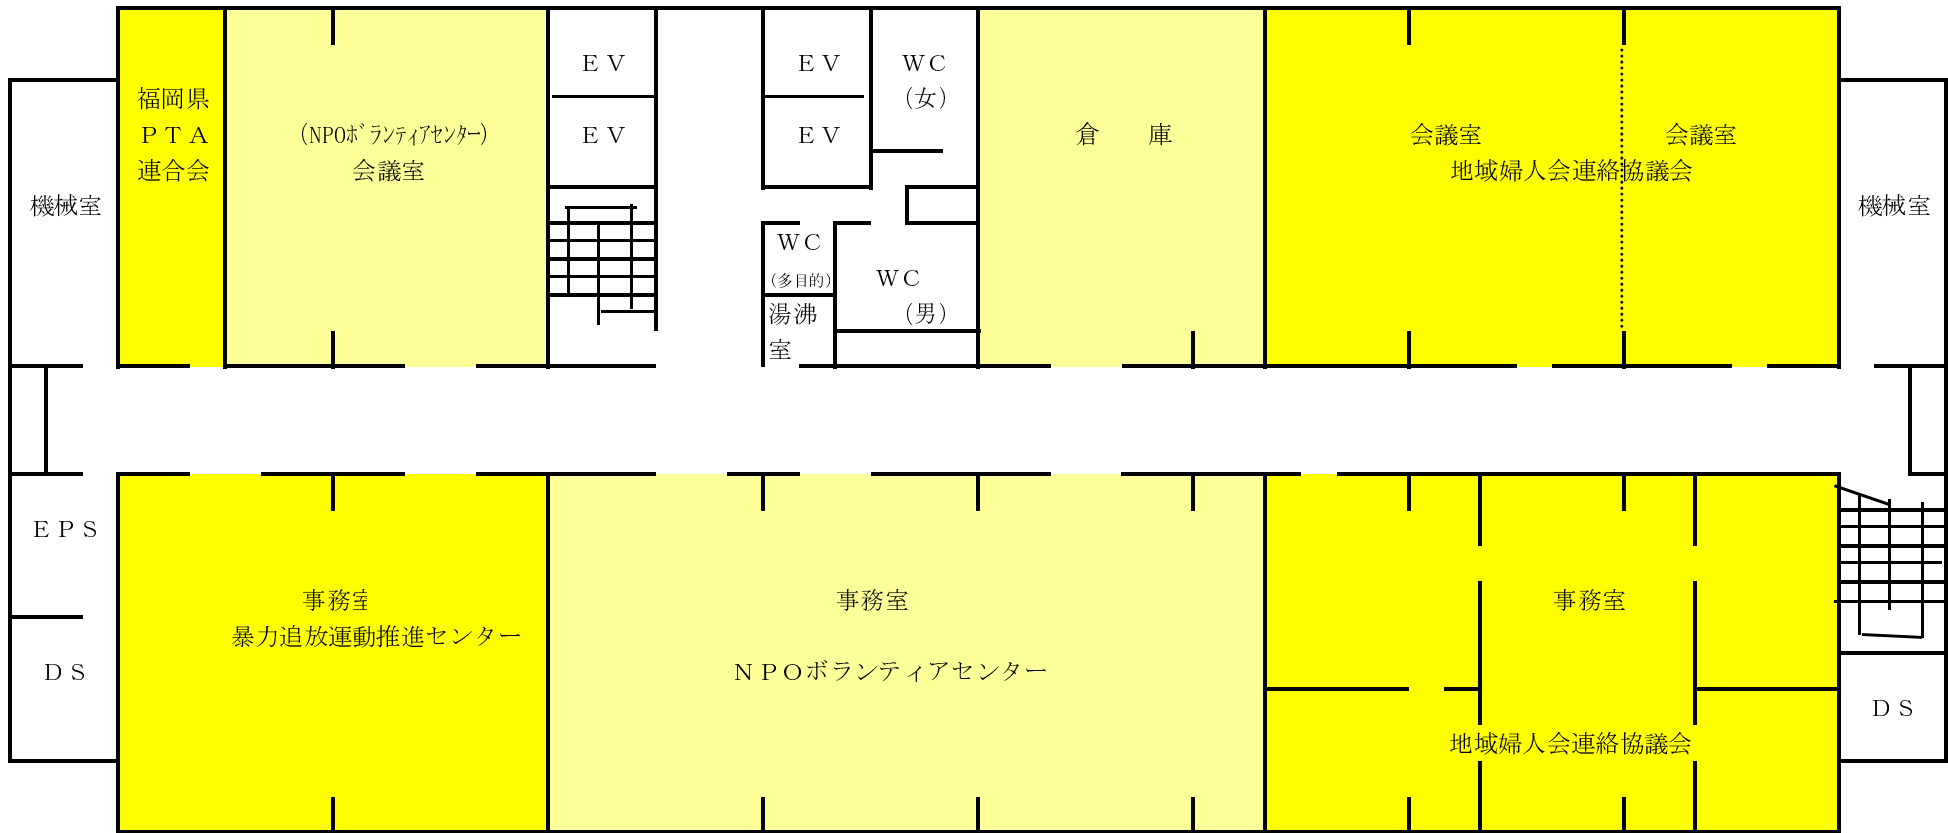 福岡県
ＰＴＡ
連合会
（NPOﾎﾞﾗﾝﾃｨｱｾﾝﾀｰ）
会議室
ＥＶ
ＥＶ
ＥＶ
ＥＶ
ＷＣ
（女）
倉　庫
会議室
会議室
地域婦人会連絡協議会
機械室
機械室
ＷＣ
（多目的）
湯沸
室
ＷＣ
（男）
ＥＰＳ
ＤＳ
事務室
暴力追放運動推進センター
事務室
ＮＰＯボランティアセンター
事務室
地域婦人会連絡協議会
ＤＳ